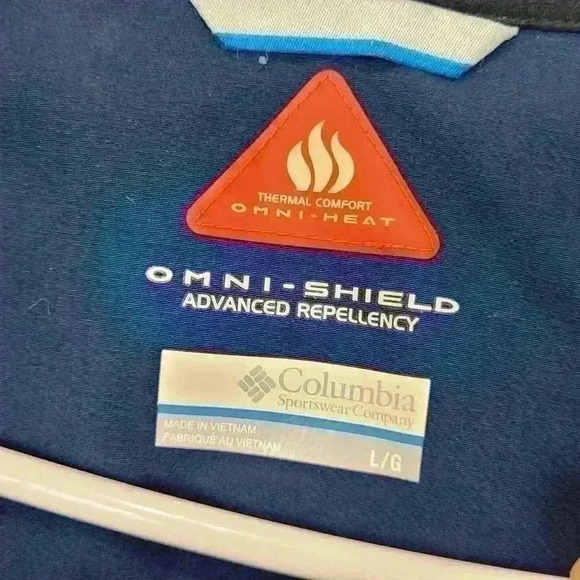 THERMAL COMFORT
OMNI-HEAT
OMNI-SHIELD
ADVANCED REPELLENCY
Columbia
Sportswear Company
MADE IN VIETNAM
FABRIQUÉ AU VIETNAM
L/G